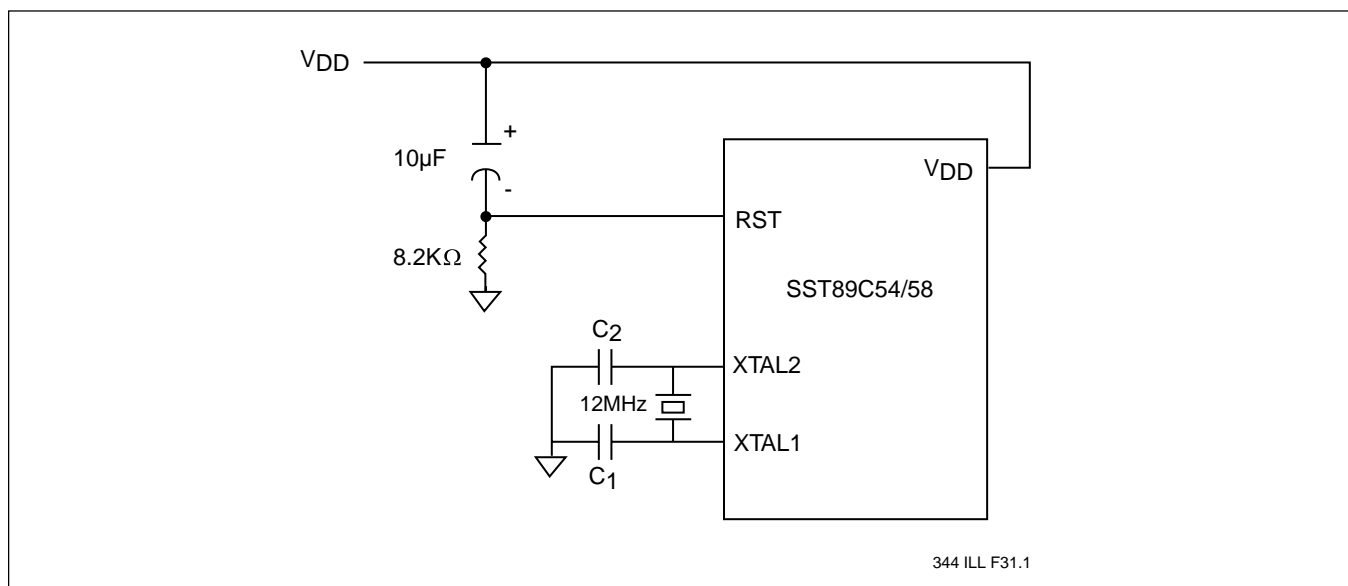 VDD
+
10µF
-
VDD
RST
8.2KΩ
SST89C54/58
C2
XTAL2
12MHz
XTAL1
C1
344 ILL F31.1